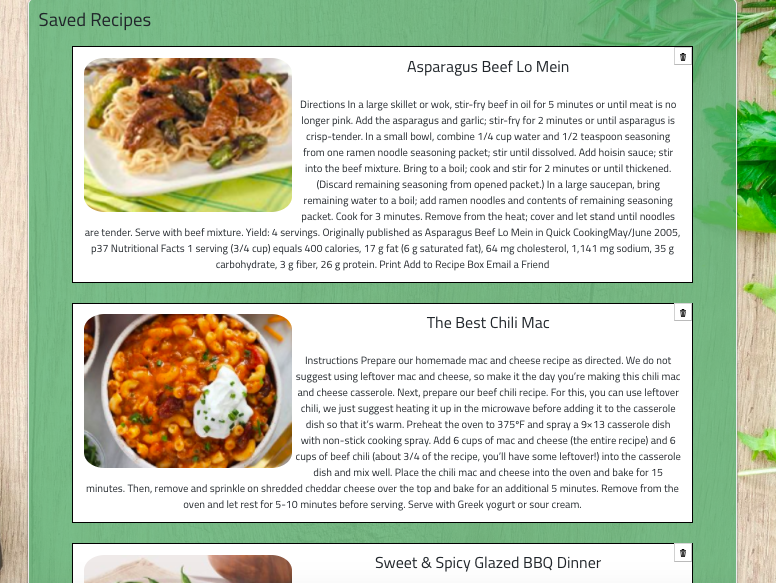 Saved Recipes
Asparagus Beef Lo Mein
Directions In a large skillet or wok, stir-fry beef in oil for 5 minutes or until meat is no
longer pink. Add the asparagus and garlic; stir-fry for 2 minutes or until asparagus is
crisp-tender. In a small bowl, combine 1/4 cup water and 1/2 teaspoon seasoning
from one ramen noodle seasoning packet; stir until dissolved. Add hoisin sauce; stir
into the beef mixture. Bring to a boil; cook and stir for 2 minutes or until thickened.
(Discard remaining seasoning from opened packet.) In a large saucepan, bring
remaining water to a boil; add ramen noodles and contents of remaining seasoning
packet. Cook for 3 minutes. Remove from the heat; cover and let stand until noodles
are tender. Serve with beef mixture. Yield: 4 servings. Originally published as Asparagus Beef Lo Mein in Quick CookingMay/June 2005,
p37 Nutritional Facts 1 serving (3/4 cup) equals 400 calories, 17 g fat (6 g saturated fat), 64 mg cholesterol, 1,141 mg sodium, 35 g
carbohydrate, 3 g fiber, 26 g protein. Print Add to Recipe Box Email a Friend
The Best Chili Mac
Instructions Prepare our homemade mac and cheese recipe as directed. We do not
suggest using leftover mac and cheese, so make it the day you're making this chili mac
and cheese casserole. Next, prepare our beef chili recipe. For this, you can use leftover
chili, we just suggest heating it up in the microwave before adding it to the casserole
dish so that it's warm. Preheat the oven to 375ºF and spray a 9×13 casserole dish
with non-stick cooking spray. Add 6 cups of mac and cheese (the entire recipe) and 6
cups of beef chili (about 3/4 of the recipe, you'll have some leftover!) into the casserole
dish and mix well. Place the chili mac and cheese into the oven and bake for 15
minutes. Then, remove and sprinkle on shredded cheddar cheese over the top and bake for an additional 5 minutes. Remove from the
oven and let rest for 5-10 minutes before serving. Serve with Greek yogurt or sour cream.
Sweet & Spicy Glazed BBQ Dinner